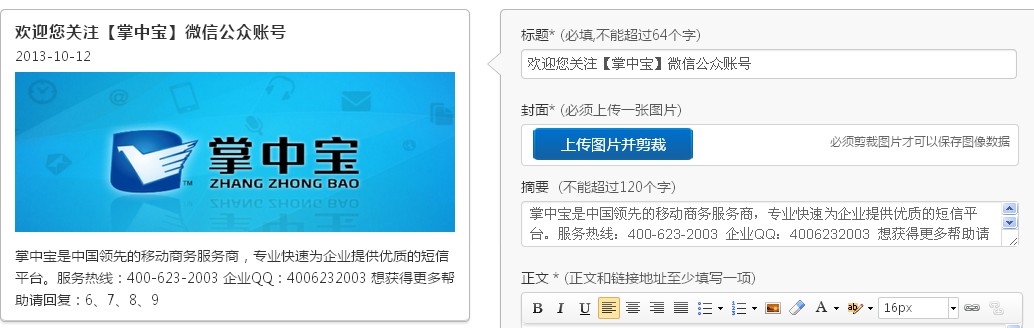 欢迎您关注【掌中宝】微信公众账号
2013-10-12
掌中宝
TM
ZHANG ZHONG BAO
掌中宝是中国领先的移动商务服务商，专业快速为企业提供优质的短信
平台。服务热线：400-623-2003 企业QQ：4006232003 想获得更多帮
助请回复：6、7、8、9
标题* (必填,不能超过64个字)
欢迎您关注【掌中宝】微信公众账号
封面* (必须上传一张图片)
上传图片并剪裁
必须剪裁图片才可以保存图像数据
摘要 (不能超过120个字)
掌中宝是中国领先的移动商务服务商，专业快速为企业提供优质的短信平
台。服务热线：400-623-2003 企业QQ：4006232003 想获得更多帮助请
正文 * (正文和链接地址至少填写一项)
B I U A ab 16px